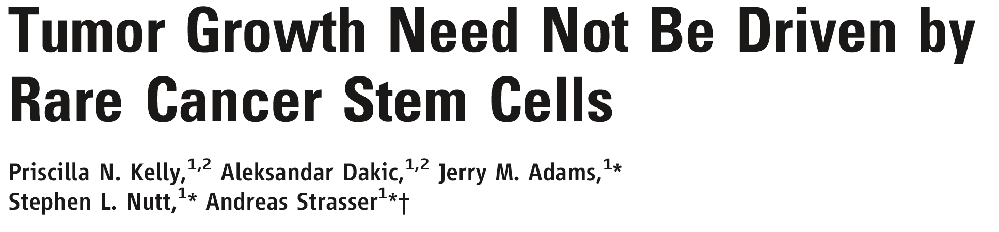 Tumor Growth Need Not Be Driven by
Rare Cancer Stem Cells
Priscilla N. Kelly,1,2 Aleksandar Dakic,1,2 Jerry M. Adams,1*
Stephen L. Nutt,1* Andreas Strasser1*†